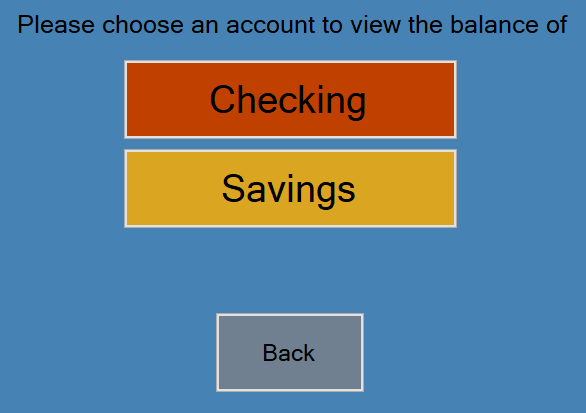 Please choose an account to view the balance of
Checking
Savings
Back